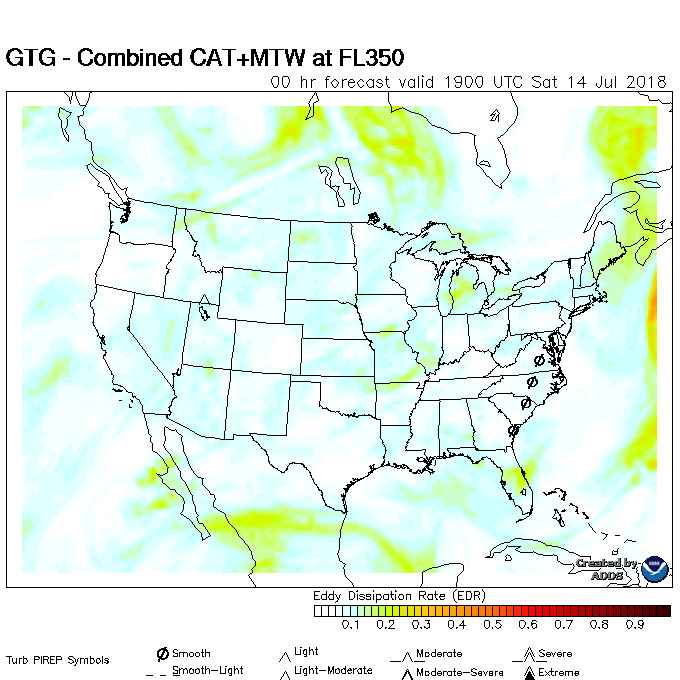 GTG - Combined CAT+MTW at FL350
00 hr forecast valid 1900 UTC Sat 14 Jul 2018
Created by
ADDS
Eddy Dissipation Rate (EDR)
0.1 0.2 0.3 0.4 0.5 0.6 0.7 0.8 0.9
Turb PIREP Symbols
Smooth Light Moderate Severe
Smooth-Light Light-Moderate Moderate-Severe Extreme